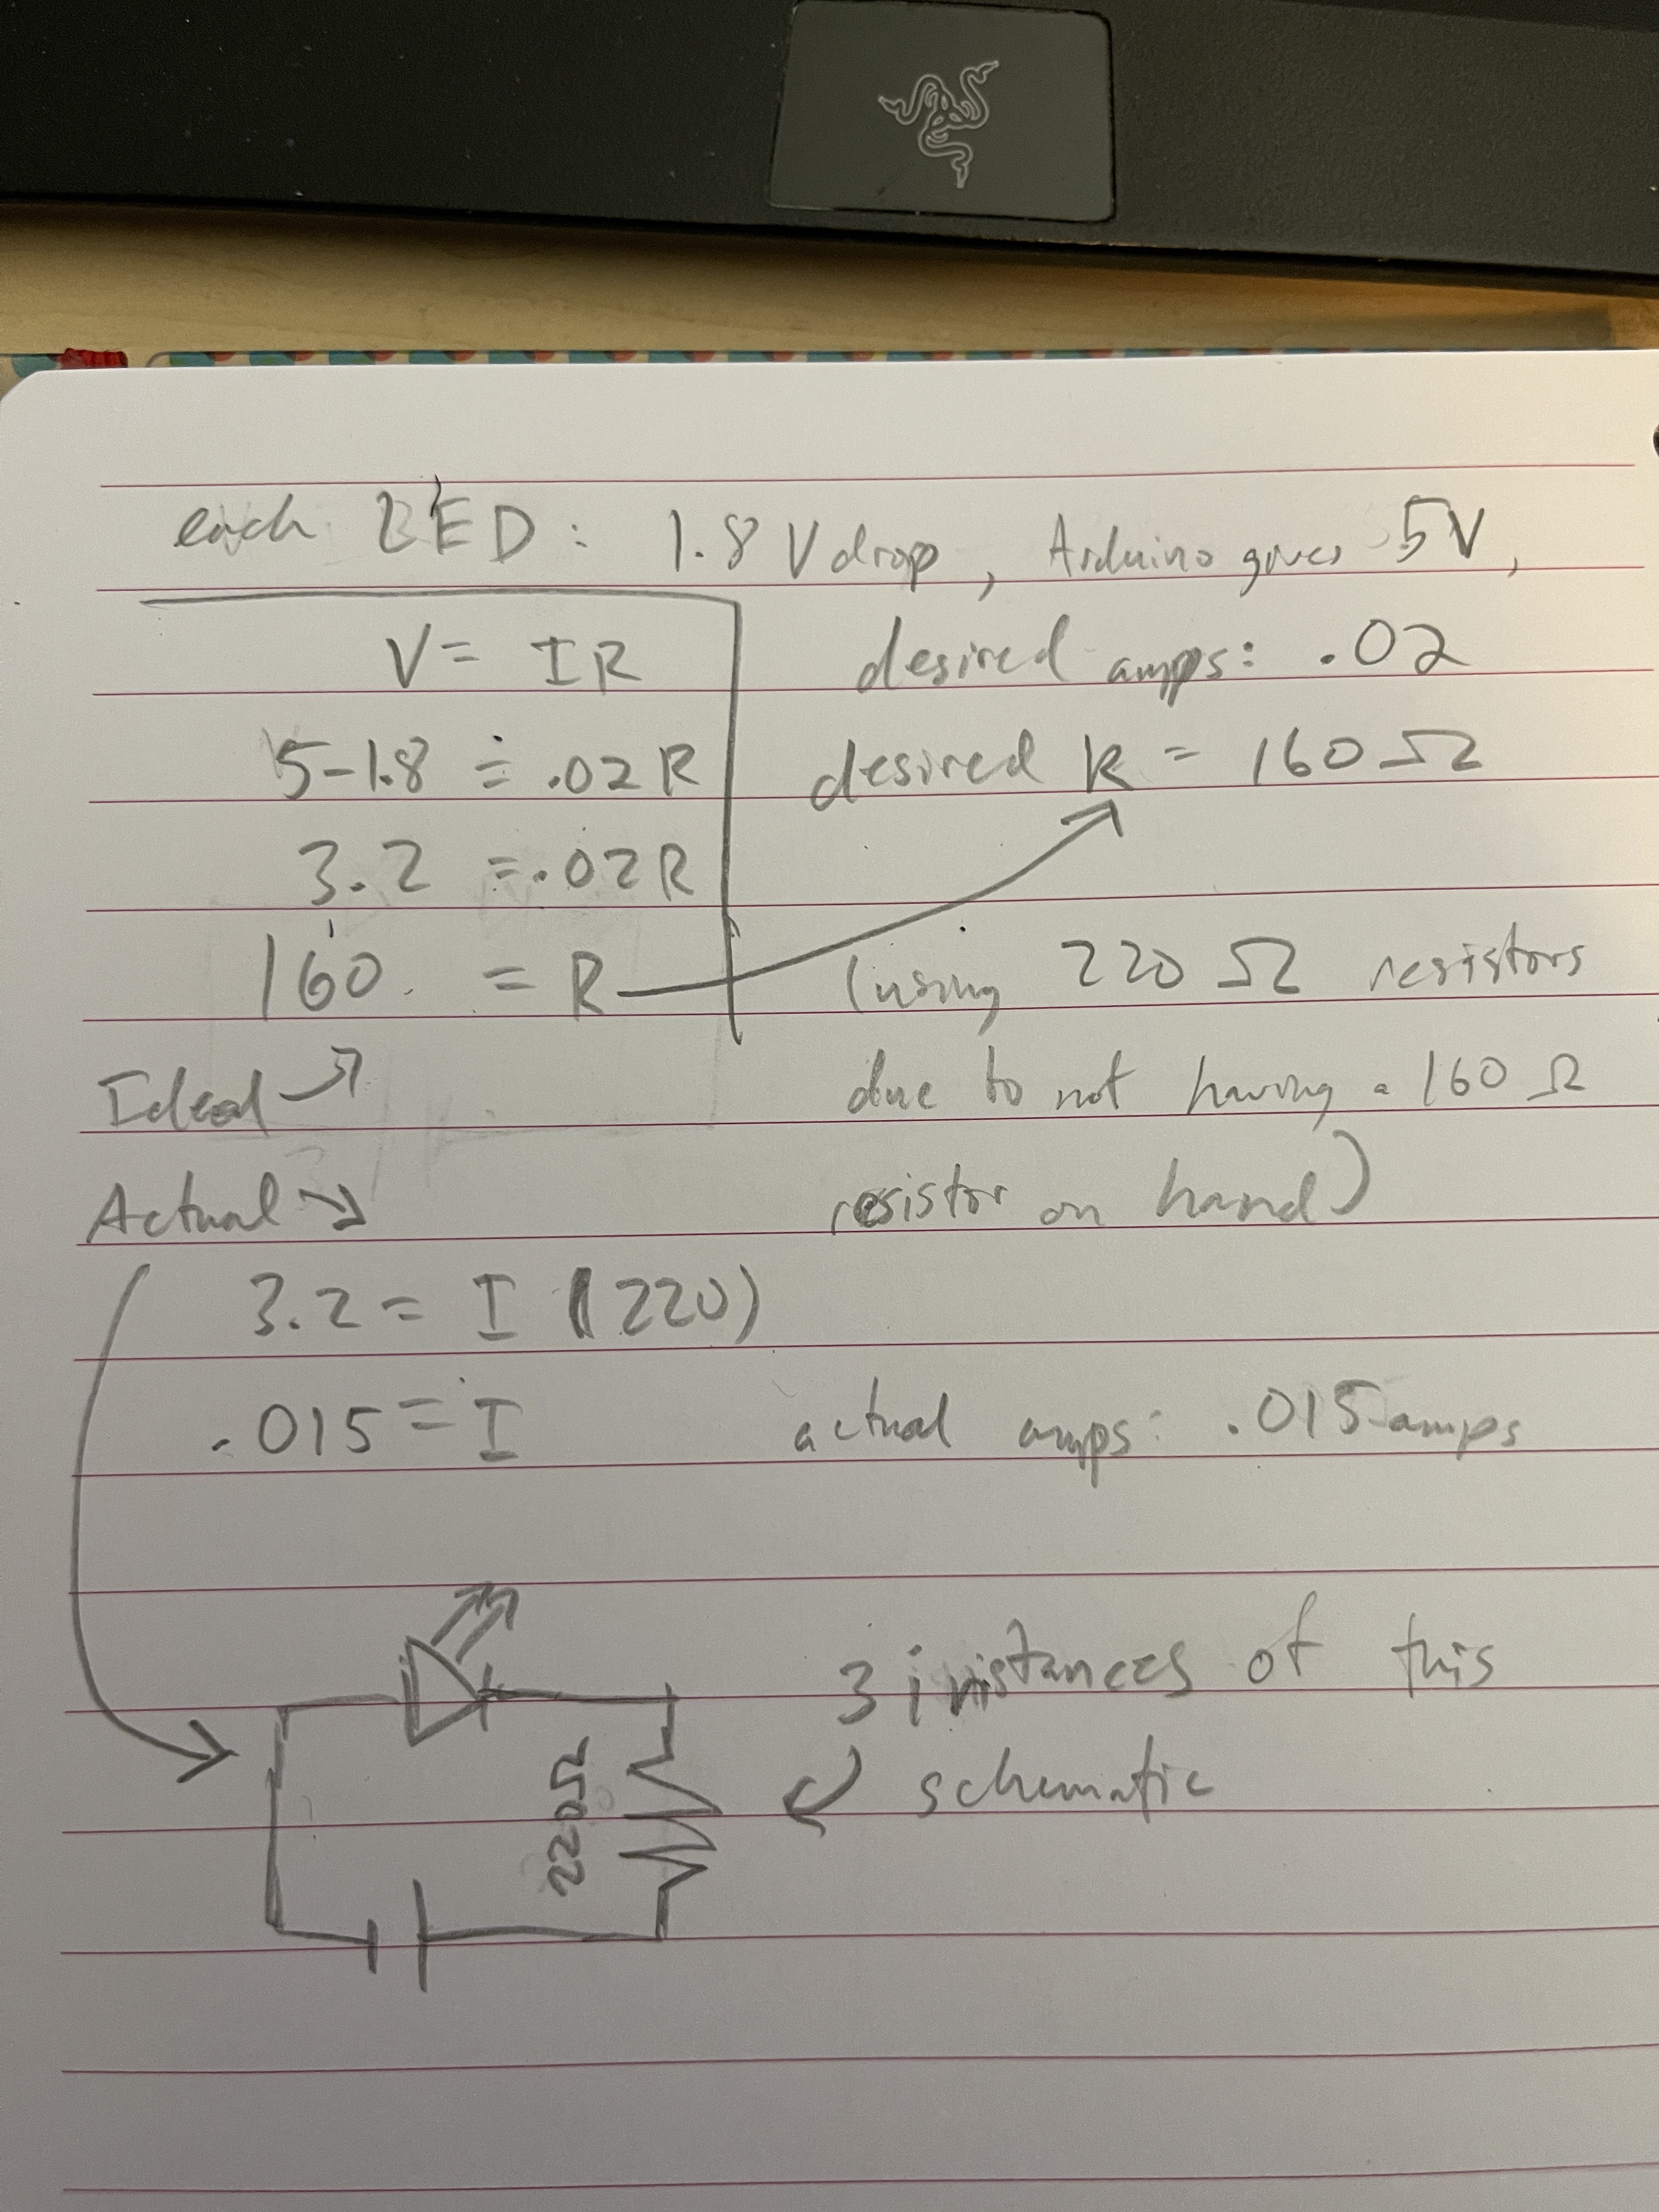 each LED: 1.8 V drop, Arduino gives 5V,
V = IR
desired amps: .02
5-1.8 = .02R
desired R = 160Ω
3.2 = .02R
160 = R
(using 220 Ω resistors
Ideal
due to not having a 160 Ω
Actual
resistor on hand)
3.2 = I (220)
.015 = I
actual amps: .015 amps
3 instances of this
schematic
220Ω